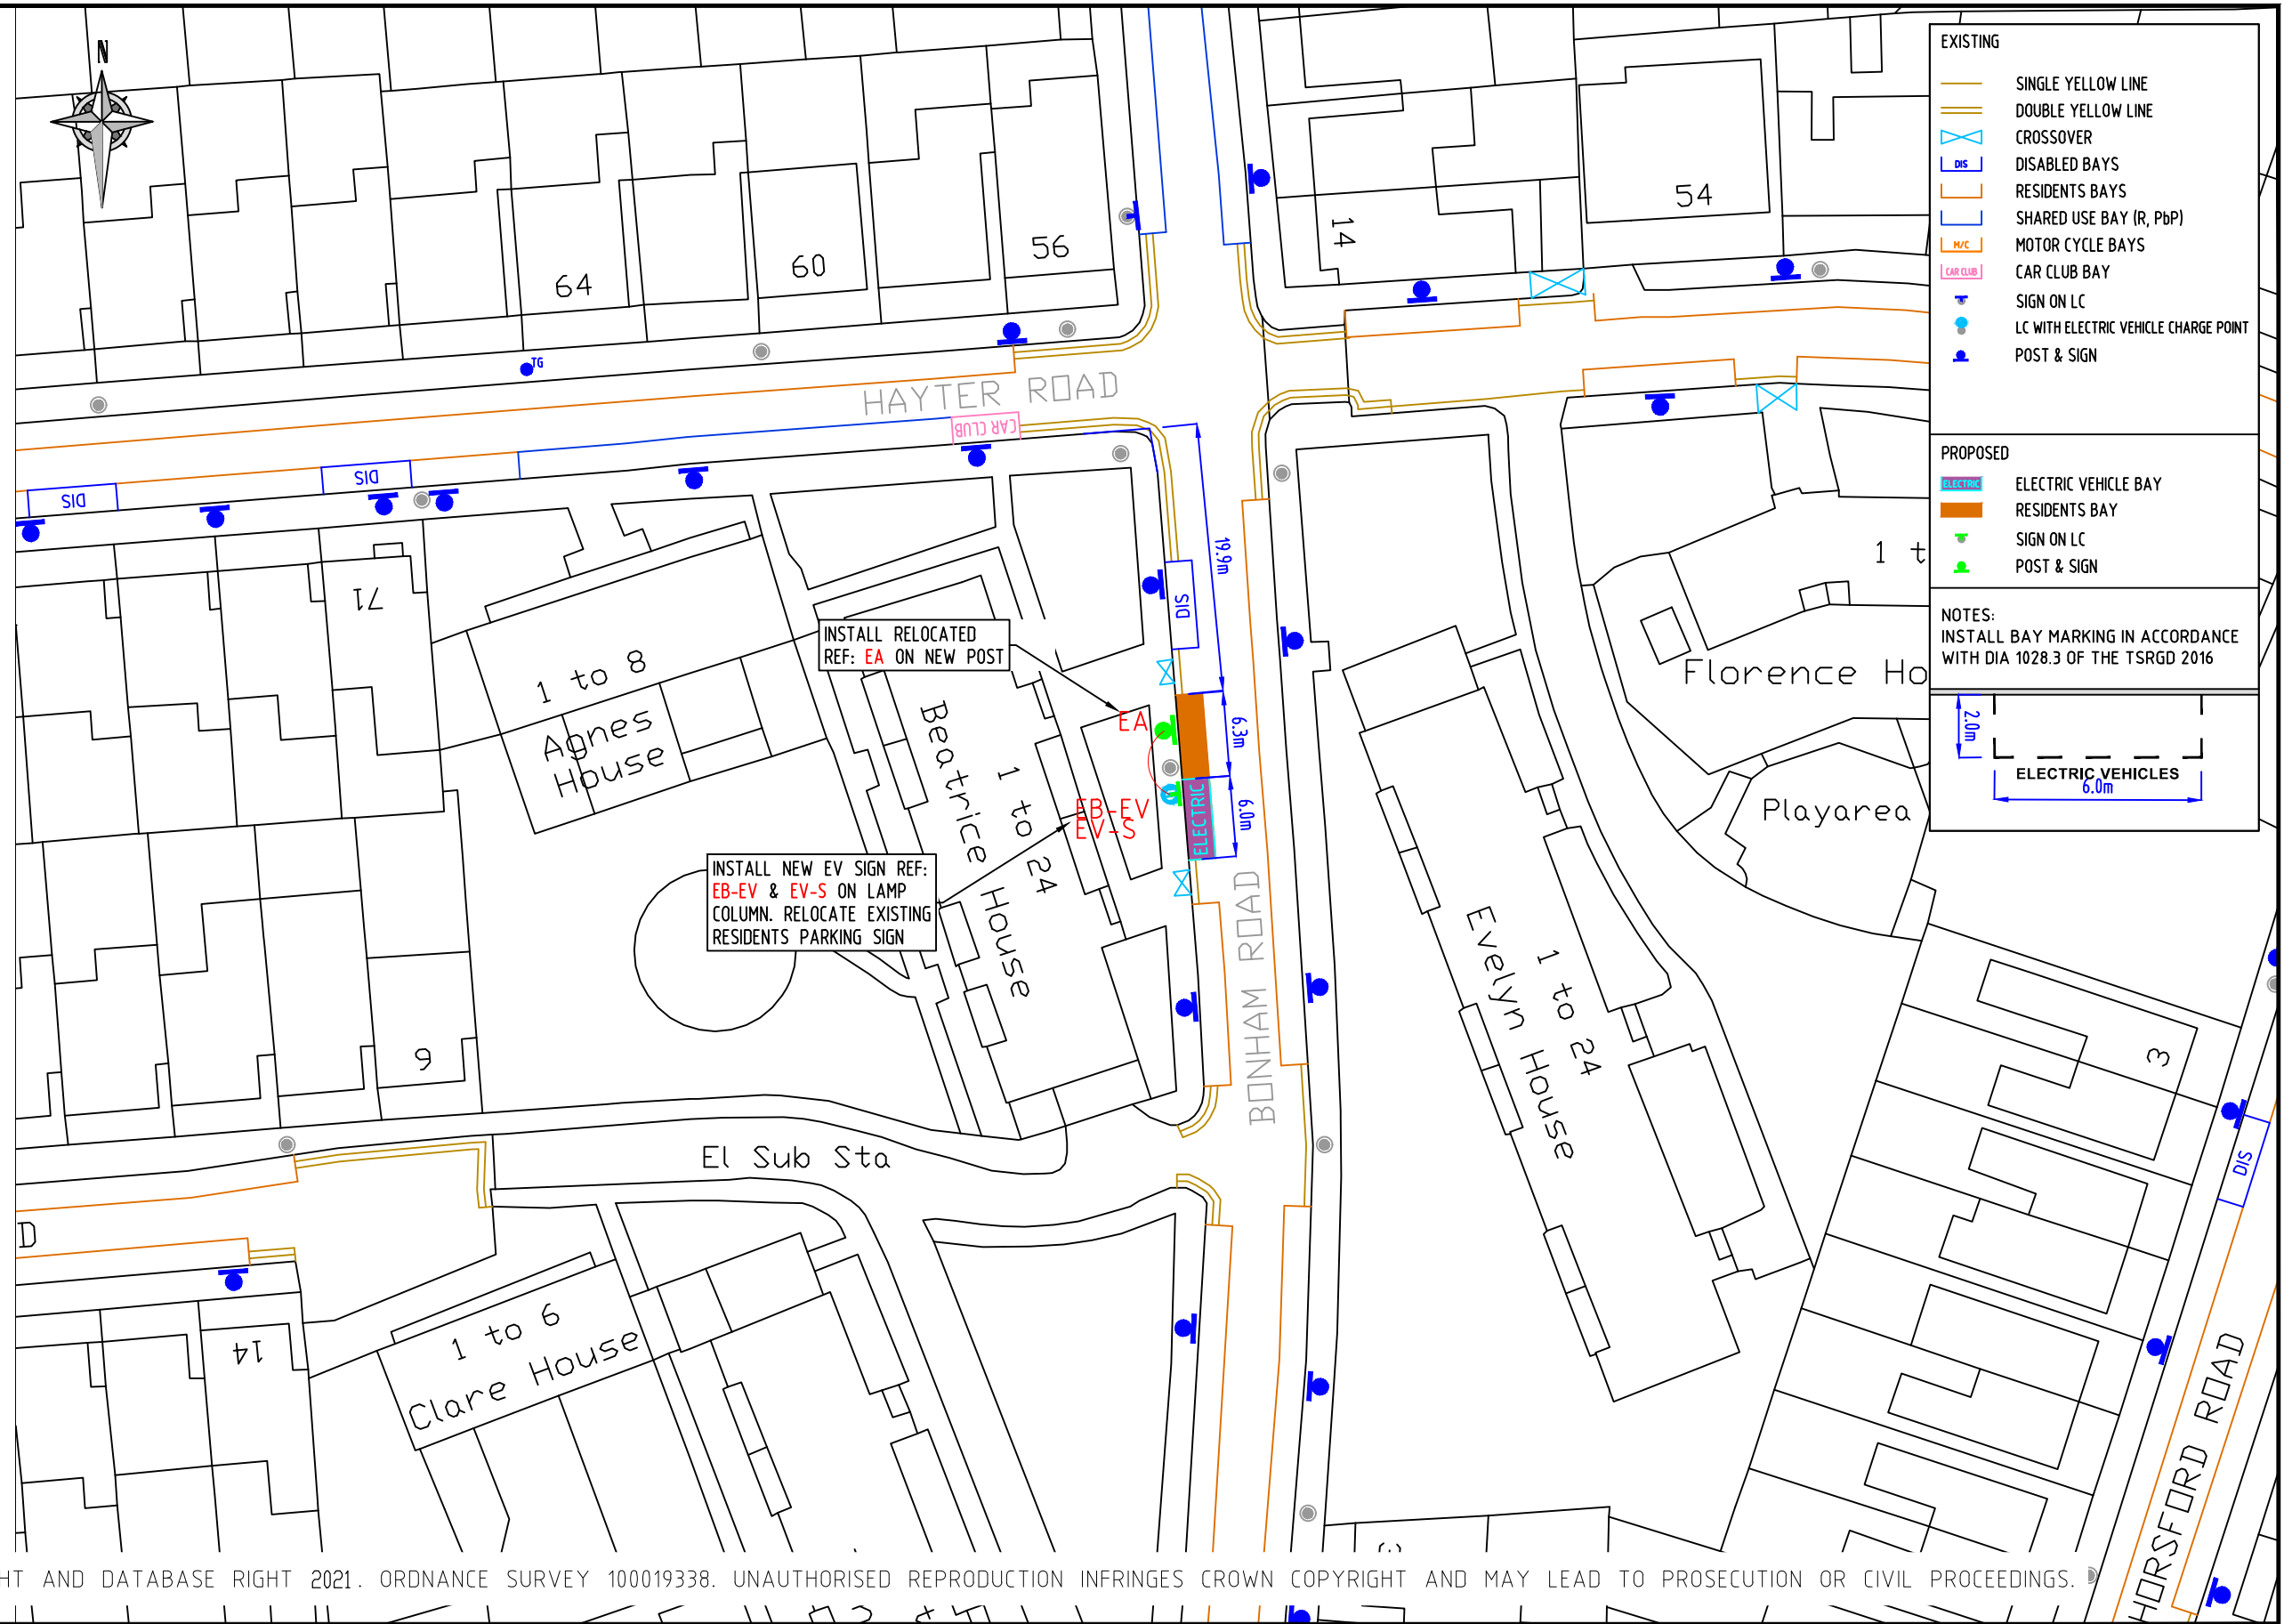 N
64
60
56
14
54
TG
HAYTER ROAD
CAR CLUB
DIS
DIS
71
1 to 8
Agnes
House
DIS
19.9m
6.3m
6.0m
INSTALL RELOCATED
REF: EA ON NEW POST
EA
EB-EV
EV-S
ELECTRIC
INSTALL NEW EV SIGN REF:
EB-EV & EV-S ON LAMP
COLUMN. RELOCATE EXISTING
RESIDENTS PARKING SIGN
1 to 24
Beatrice House
BONHAM ROAD
1 to 24
Evelyn House
1 t
Florence Ho
Playarea
9
El Sub Sta
D
14
1 to 6
Clare House
3
DIS
HORSFORD ROAD
3
EXISTING
SINGLE YELLOW LINE
DOUBLE YELLOW LINE
CROSSOVER
DIS DISABLED BAYS
RESIDENTS BAYS
SHARED USE BAY (R, PbP)
M/C MOTOR CYCLE BAYS
CAR CLUB CAR CLUB BAY
SIGN ON LC
LC WITH ELECTRIC VEHICLE CHARGE POINT
POST & SIGN
PROPOSED
ELECTRIC ELECTRIC VEHICLE BAY
RESIDENTS BAY
SIGN ON LC
POST & SIGN
NOTES:
INSTALL BAY MARKING IN ACCORDANCE
WITH DIA 1028.3 OF THE TSRGD 2016
2.0m
ELECTRIC VEHICLES
6.0m
HT AND DATABASE RIGHT 2021. ORDNANCE SURVEY 100019338. UNAUTHORISED REPRODUCTION INFRINGES CROWN COPYRIGHT AND MAY LEAD TO PROSECUTION OR CIVIL PROCEEDINGS.